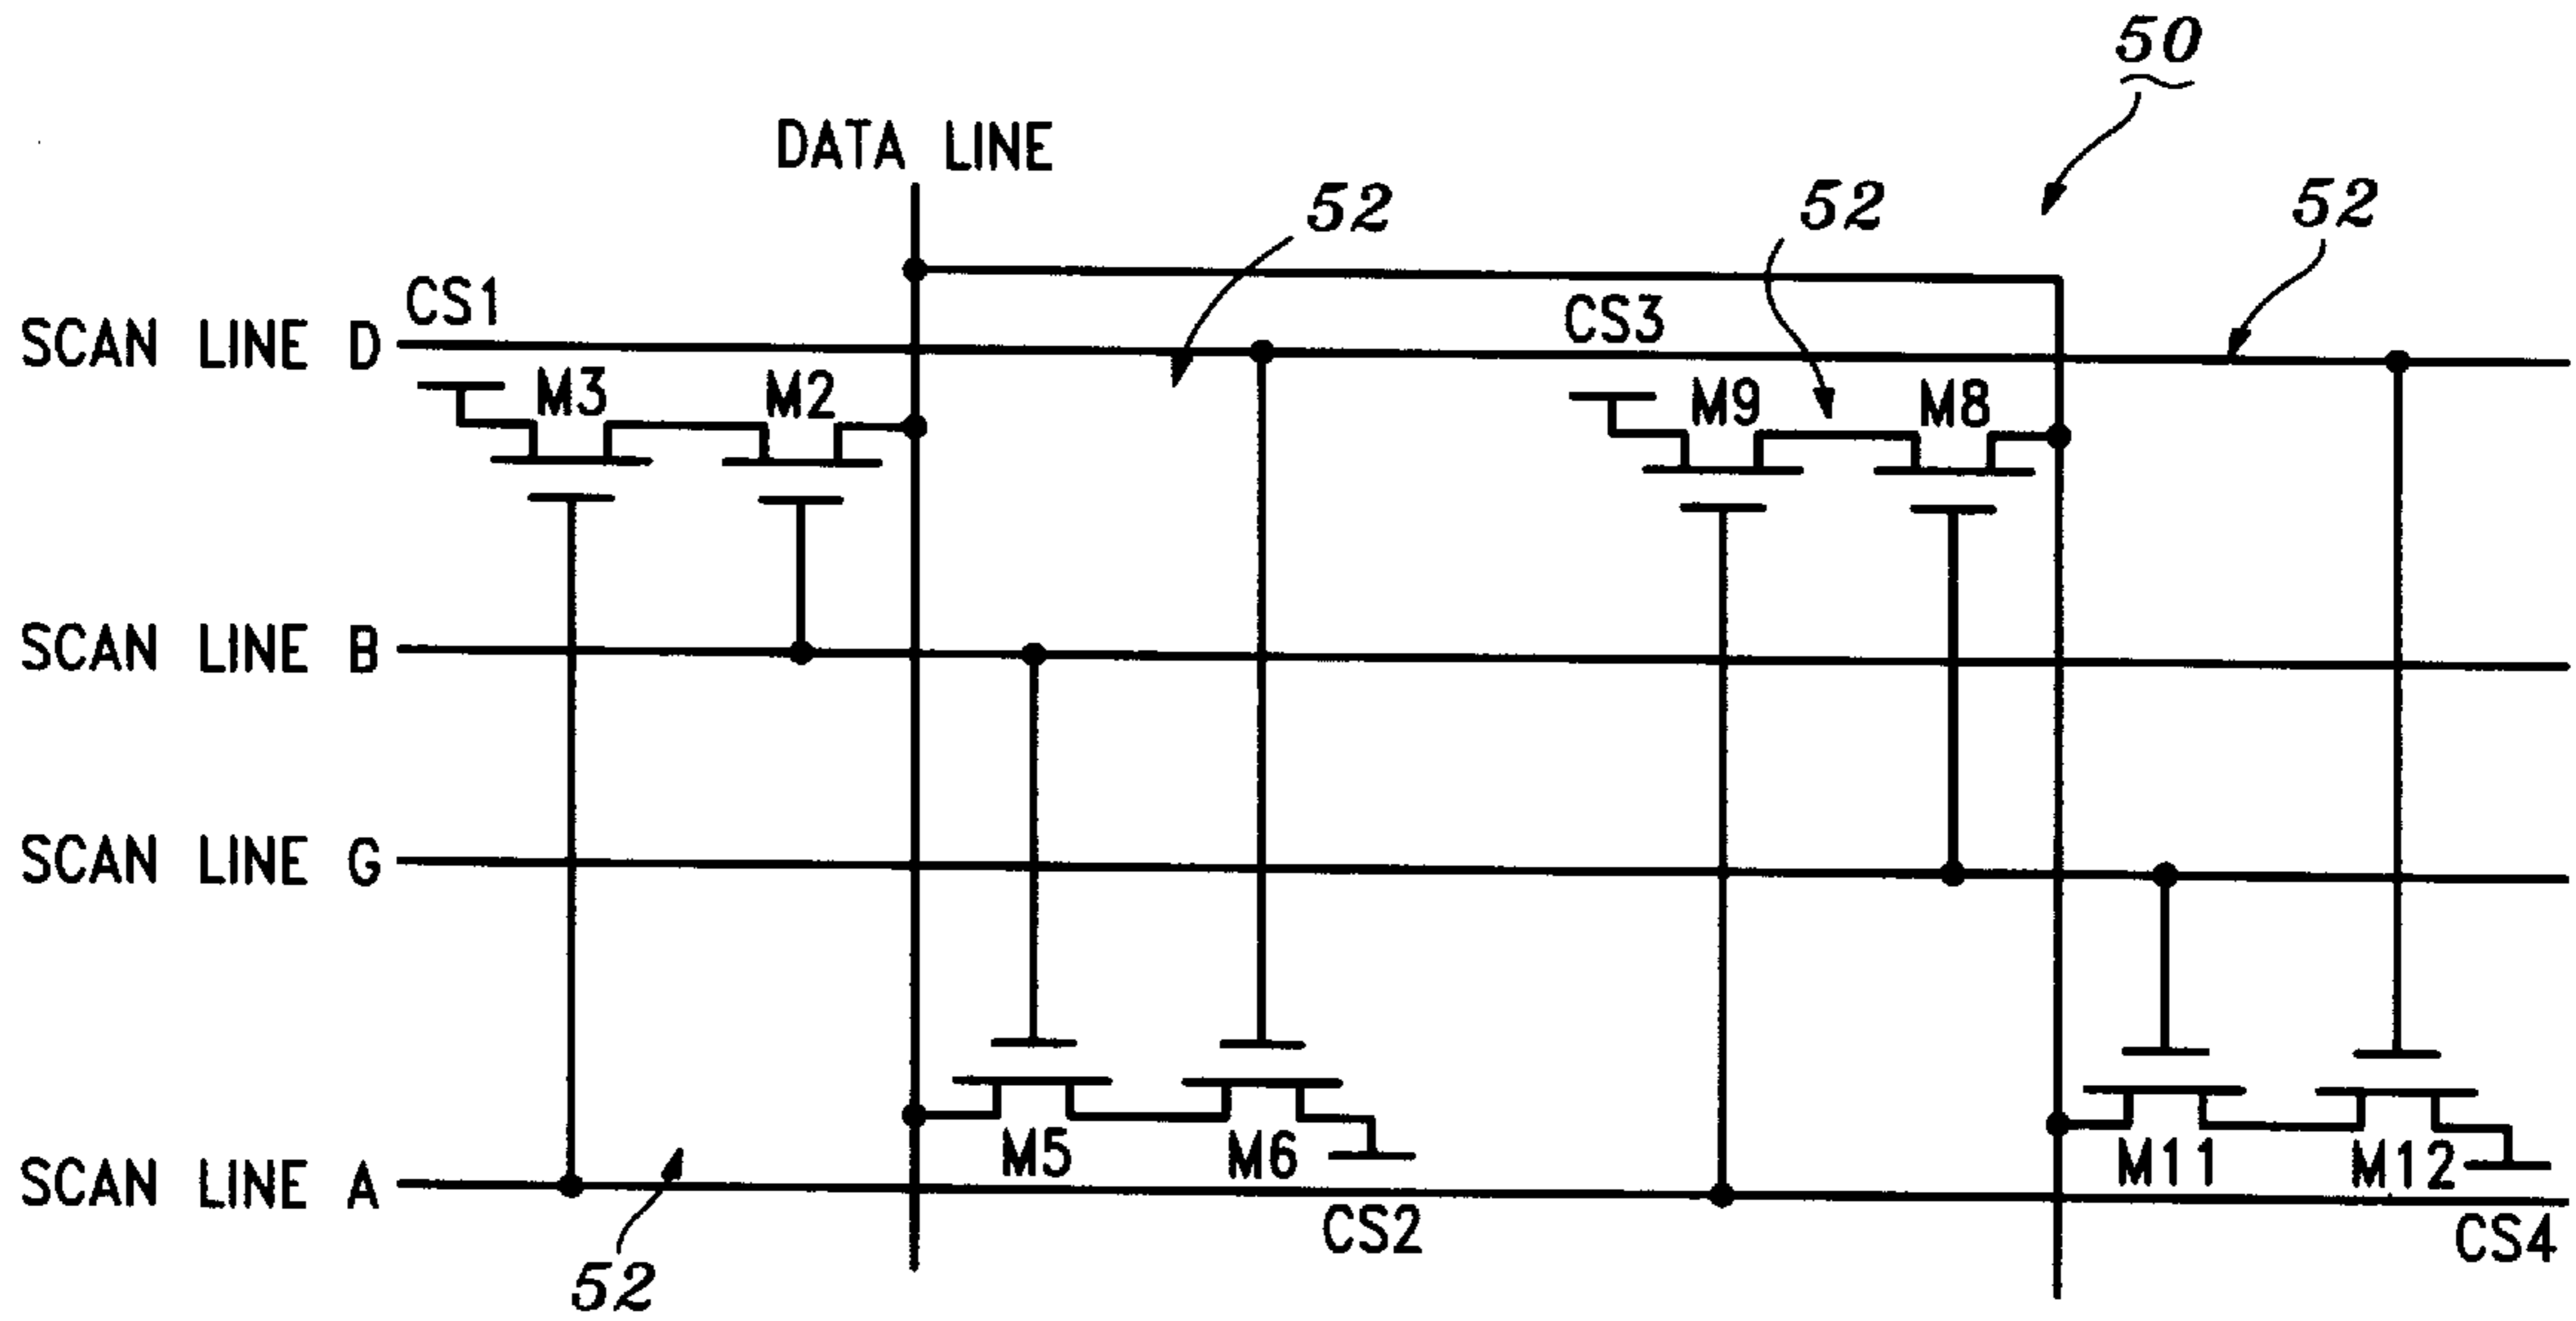 50
DATA LINE
52
52
52
CS1
CS3
SCAN LINE D
M3
M2
M9
M8
SCAN LINE B
SCAN LINE G
M5
M6
M11
M12
SCAN LINE A
CS2
CS4
52